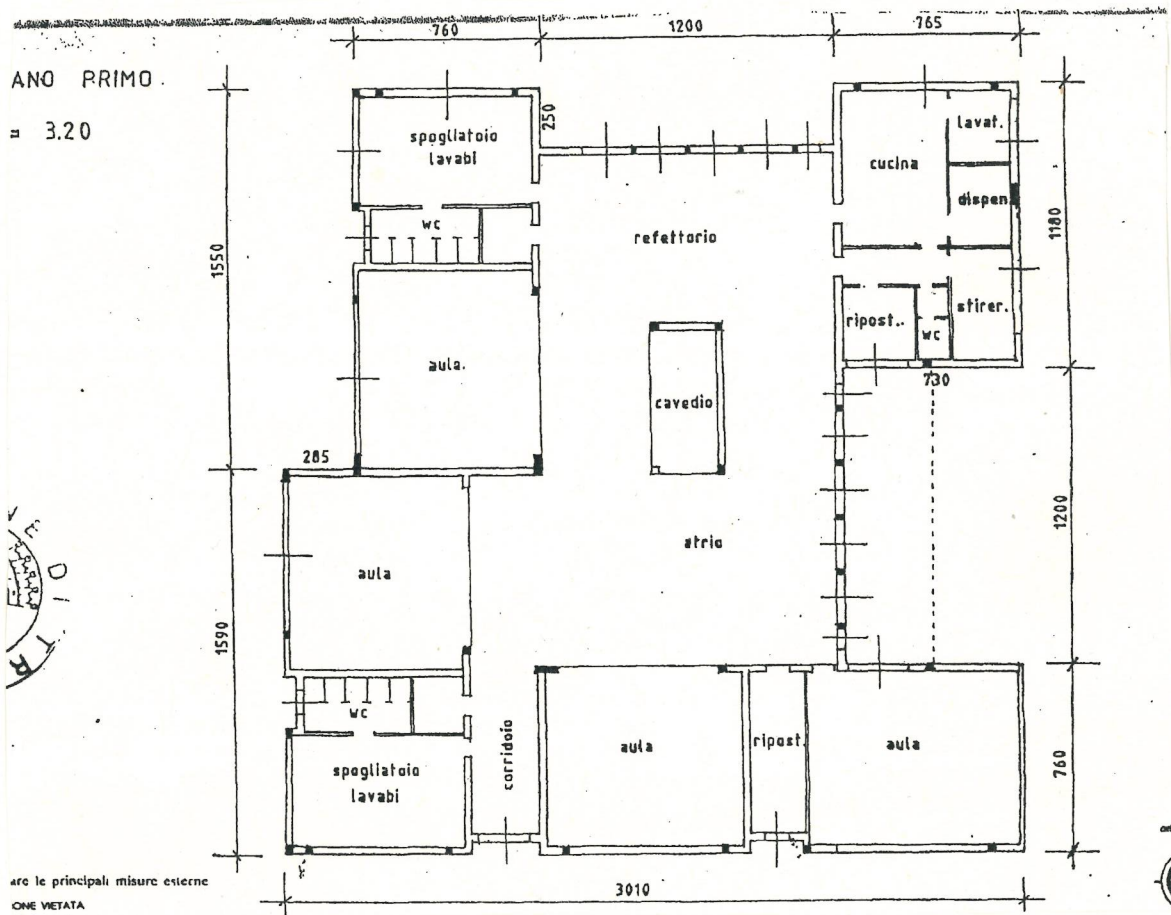 760
1200
765
ANO PRIMO.
= 3.20
250
spogliatoio
lavabi
cucina
lavat.
dispen.
wc
refettorio
1550
1180
aula.
ripost..
wc
stirer.
730
cavedio
285
1200
atrio
aula
DI
TR
1590
wc
aula
ripost.
aula
corridoio
760
spogliatoio
lavabi
are le principali misure esterne
ONE VIETATA
3010